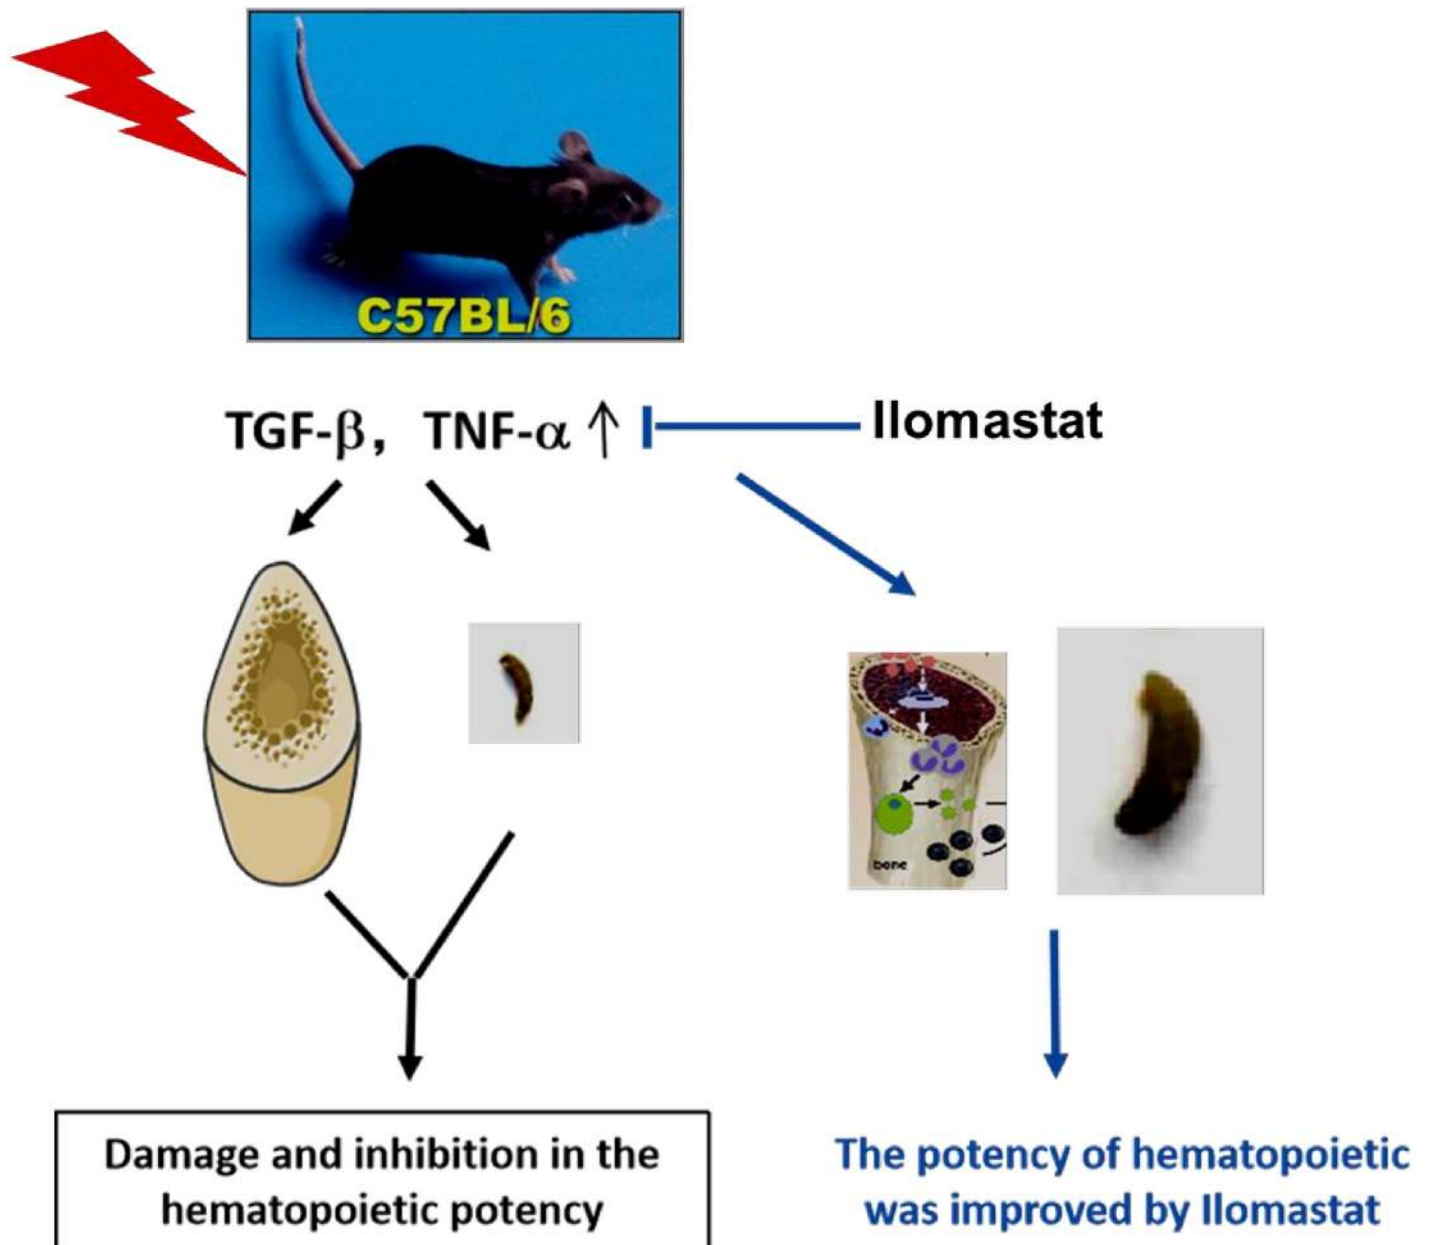 C57BL/6
TGF-β, TNF-α ↑
Ilomastat
bone
Damage and inhibition in the
hematopoietic potency
The potency of hematopoietic
was improved by Ilomastat